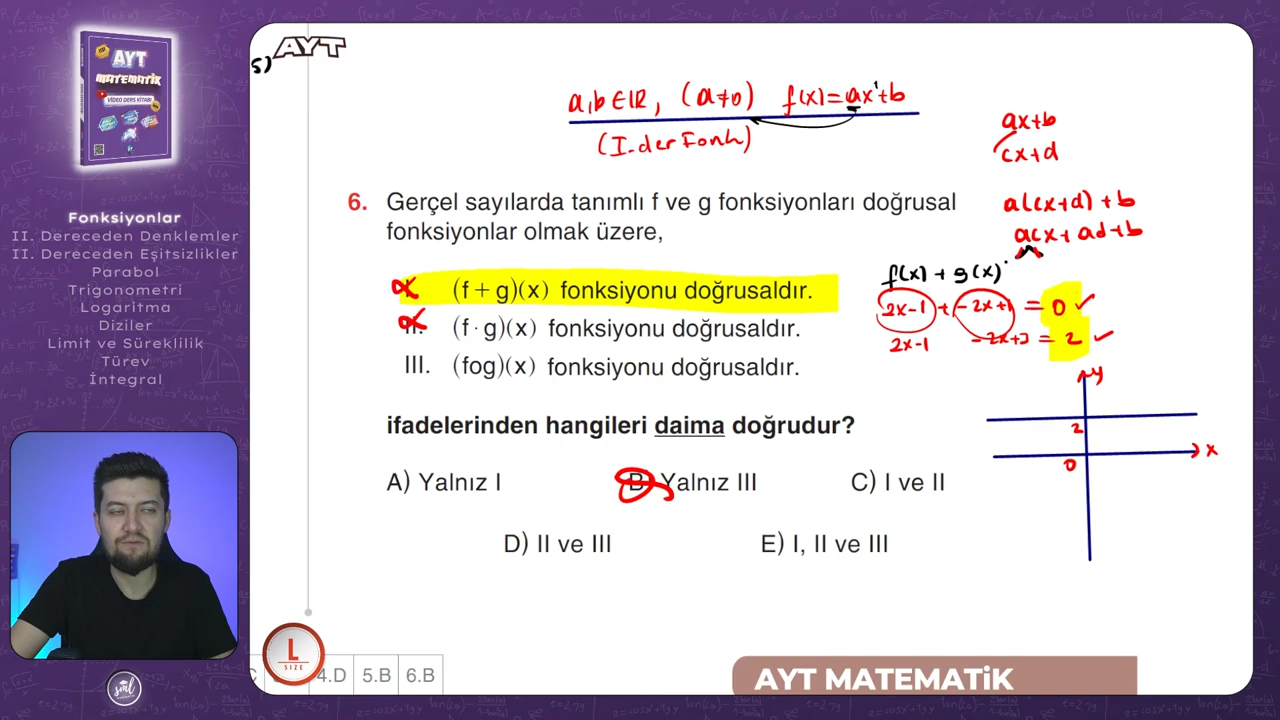 AYT
MATEMATİK
VİDEO DERS KİTABI
Fonksiyonlar
II. Dereceden Denklemler
II. Dereceden Eşitsizlikler
Parabol
Trigonometri
Logaritma
Diziler
Limit ve Süreklilik
Türev
İntegral
sml
5)
AYT
a,b ∈ IR, (a≠0) f(x)=ax¹+b
(I.der Fonk)
ax+b
cx+d
a(cx+d)+b
acx+ad+b
6. Gerçel sayılarda tanımlı f ve g fonksiyonları doğrusal
fonksiyonlar olmak üzere,
(f + g)(x) fonksiyonu doğrusaldır.
II. (f · g)(x) fonksiyonu doğrusaldır.
III. (fog)(x) fonksiyonu doğrusaldır.
f(x) + g(x)
2x-1 + -2x+1 = 0 ✓
2x-1 -2x+3 = 2 ✓
y
2
0
x
ifadelerinden hangileri daima doğrudur?
A) Yalnız I B) Yalnız III C) I ve II
D) II ve III E) I, II ve III
L
SIZE
4.D 5.B 6.B
AYT MATEMATİK